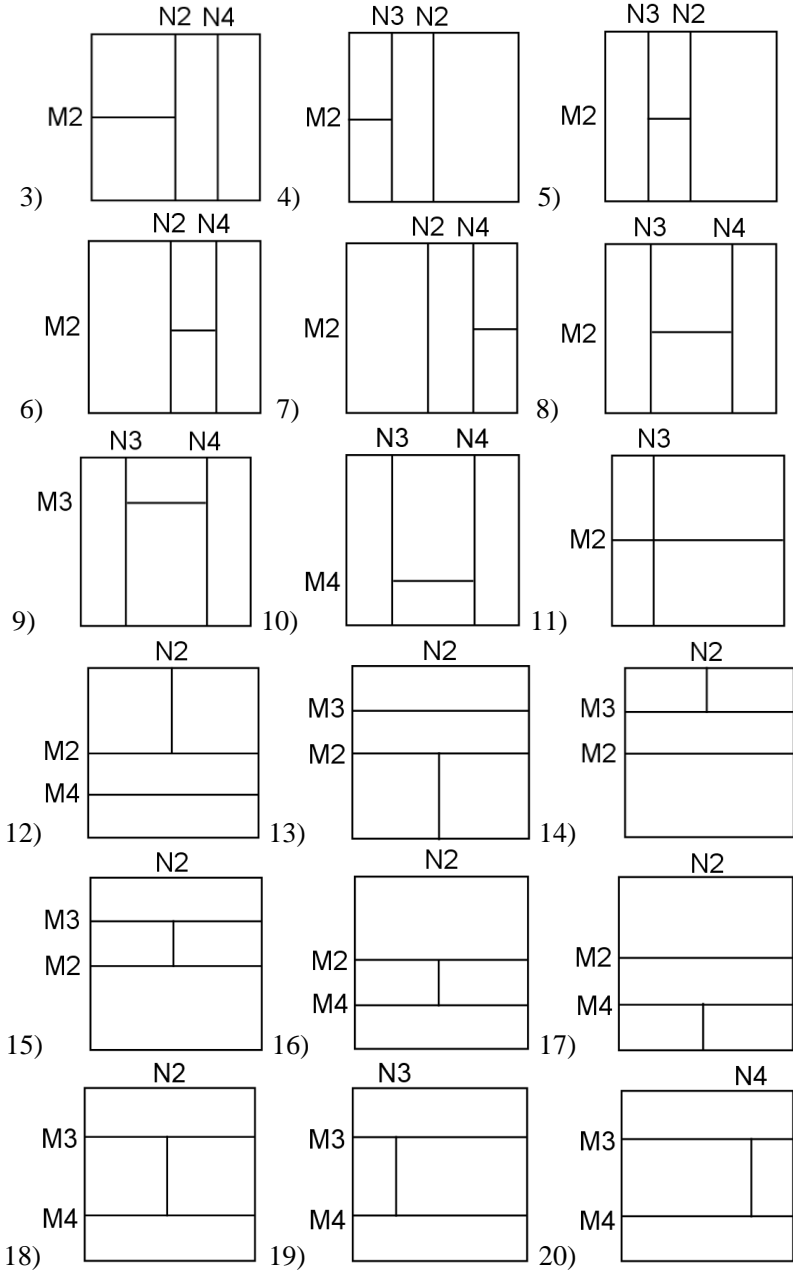 N2 N4 N3 N2 N3 N2
M2 M2 M2
3) 4) 5)
N2 N4 N2 N4 N3 N4
M2 M2 M2
6) 7) 8)
N3 N4 N3 N4 N3
M3 M4 M2
9) 10) 11)
N2 N2 N2
M3 M3
M2 M2 M2
M4
12) 13) 14)
N2 N2 N2
M3 M2 M2
M2 M4 M4
15) 16) 17)
N2 N3 N4
M3 M3 M3
M4 M4 M4
18) 19) 20)